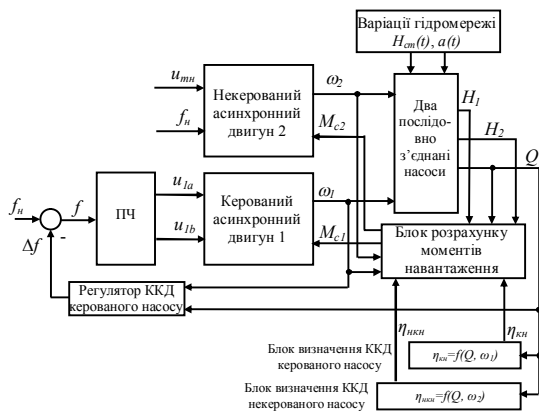 Варіації гідромережі
Hст(t), a(t)
uтн
fн
Некерований
асинхронний
двигун 2
ω2
Mc2
Два
послідо-
вно
з’єднані
насоси
H1
H2
Q
fн
f
Δf
-
ПЧ
u1a
u1b
Керований
асинхронний
двигун 1
ω1
Mc1
Блок розрахунку
моментів
навантаження
Регулятор ККД
керованого насосу
ηнкн
ηкн
Блок визначення ККД
керованого насосу
ηкн=f(Q, ω1)
Блок визначення ККД
некерованого насосу
ηнкн=f(Q, ω2)